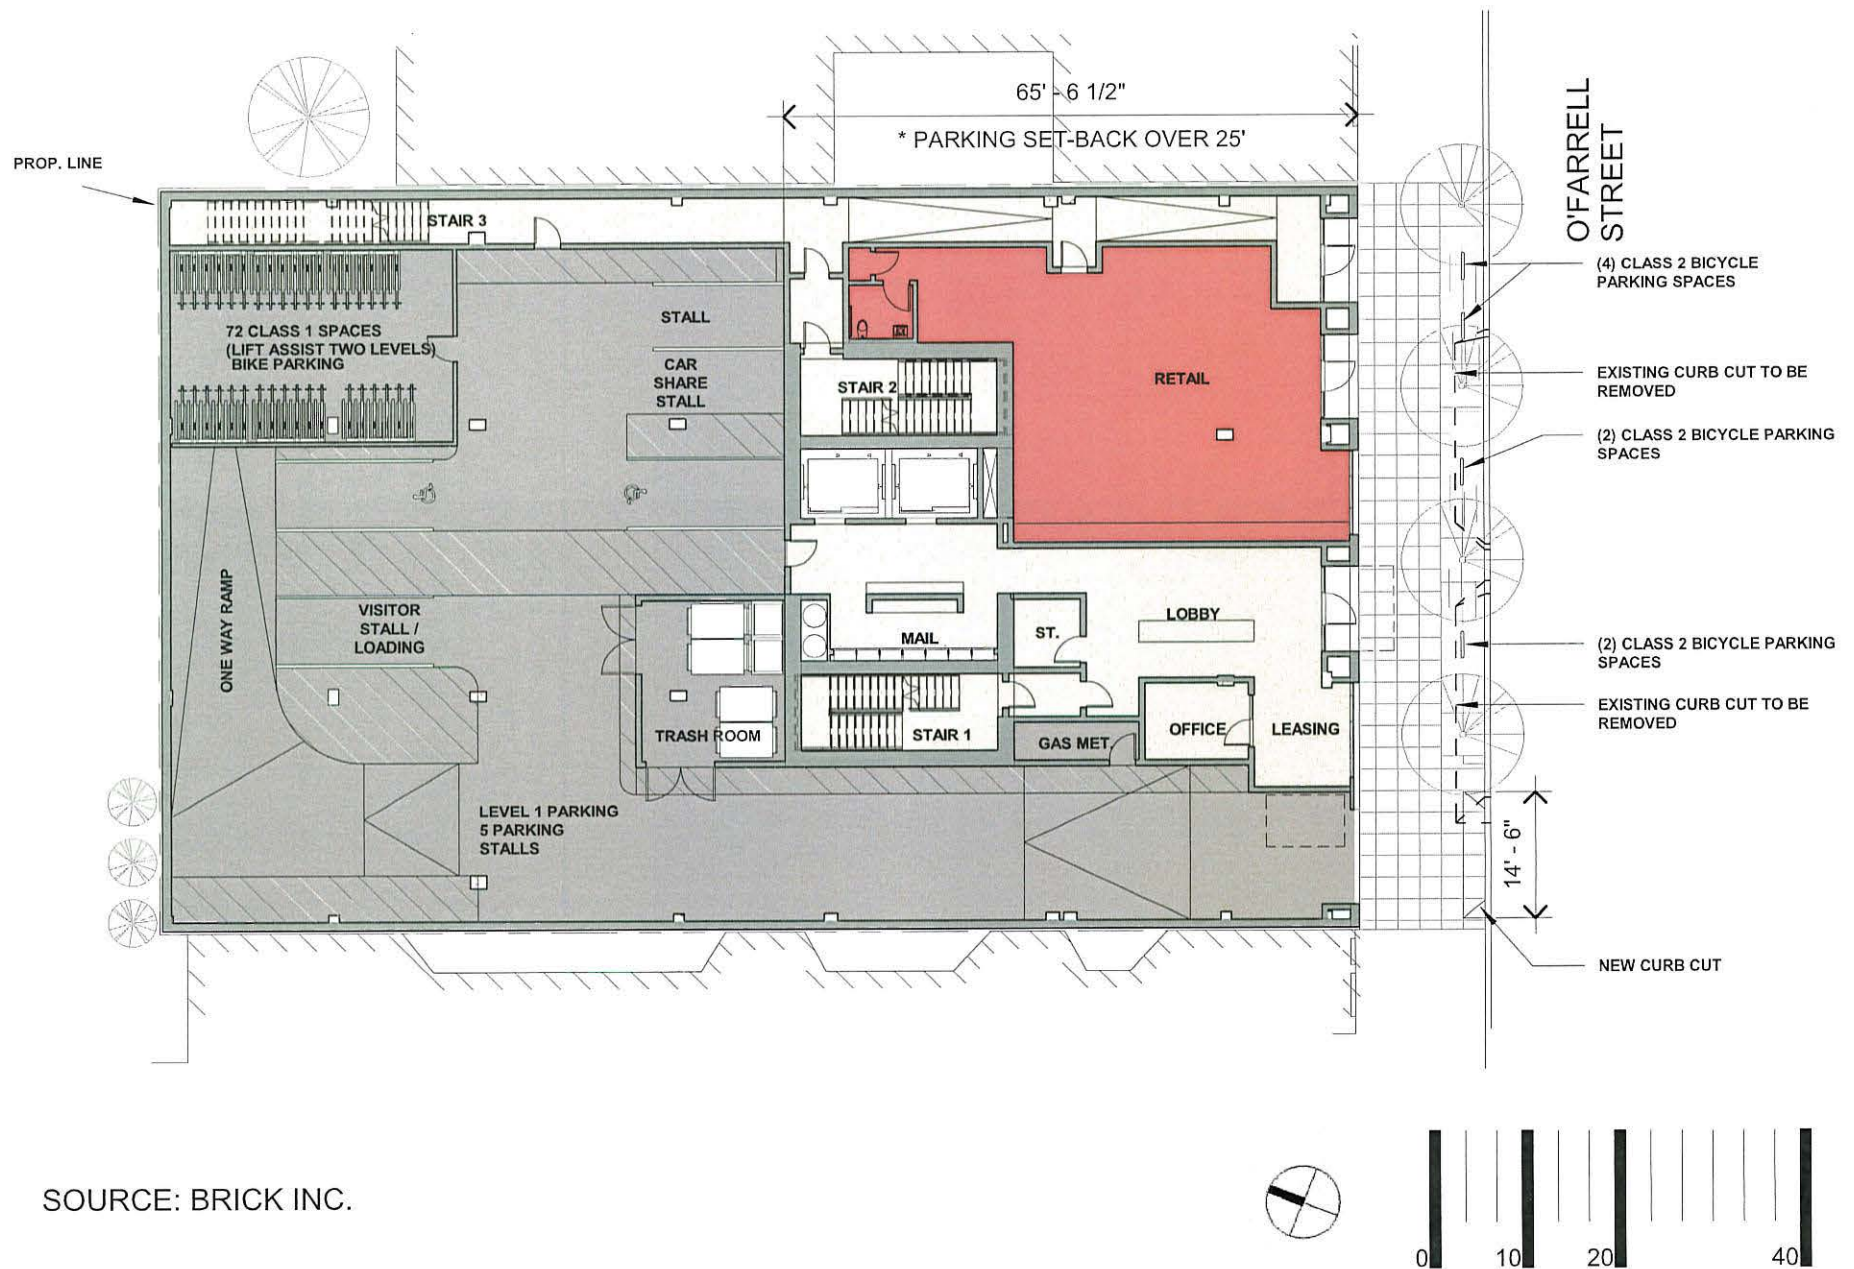 65' - 6 1/2"
* PARKING SET-BACK OVER 25'
O'FARRELL
STREET
PROP. LINE
STAIR 3
(4) CLASS 2 BICYCLE
PARKING SPACES
72 CLASS 1 SPACES
(LIFT ASSIST TWO LEVELS)
BIKE PARKING
STALL
CAR
SHARE
STALL
STAIR 2
RETAIL
EXISTING CURB CUT TO BE
REMOVED
(2) CLASS 2 BICYCLE PARKING
SPACES
ONE WAY RAMP
VISITOR
STALL /
LOADING
MAIL
ST.
LOBBY
(2) CLASS 2 BICYCLE PARKING
SPACES
EXISTING CURB CUT TO BE
REMOVED
TRASH ROOM
STAIR 1
GAS MET.
OFFICE
LEASING
LEVEL 1 PARKING
5 PARKING
STALLS
14' - 6"
NEW CURB CUT
SOURCE: BRICK INC.
0 10 20 40